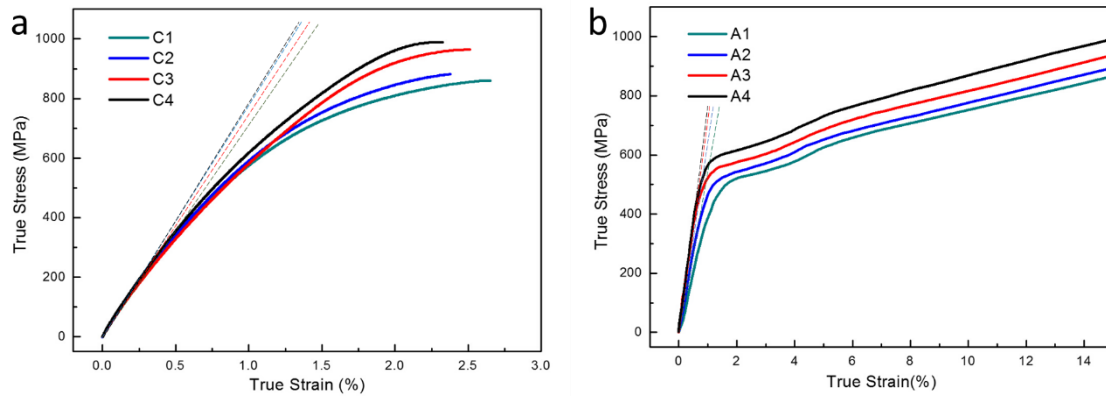 a
C1
C2
C3
C4
True Stress (MPa)
1000
800
600
400
200
0
0.0 0.5 1.0 1.5 2.0 2.5 3.0
True Strain (%)
b
A1
A2
A3
A4
True Stress (MPa)
1000
800
600
400
200
0
0 2 4 6 8 10 12 14
True Strain(%)